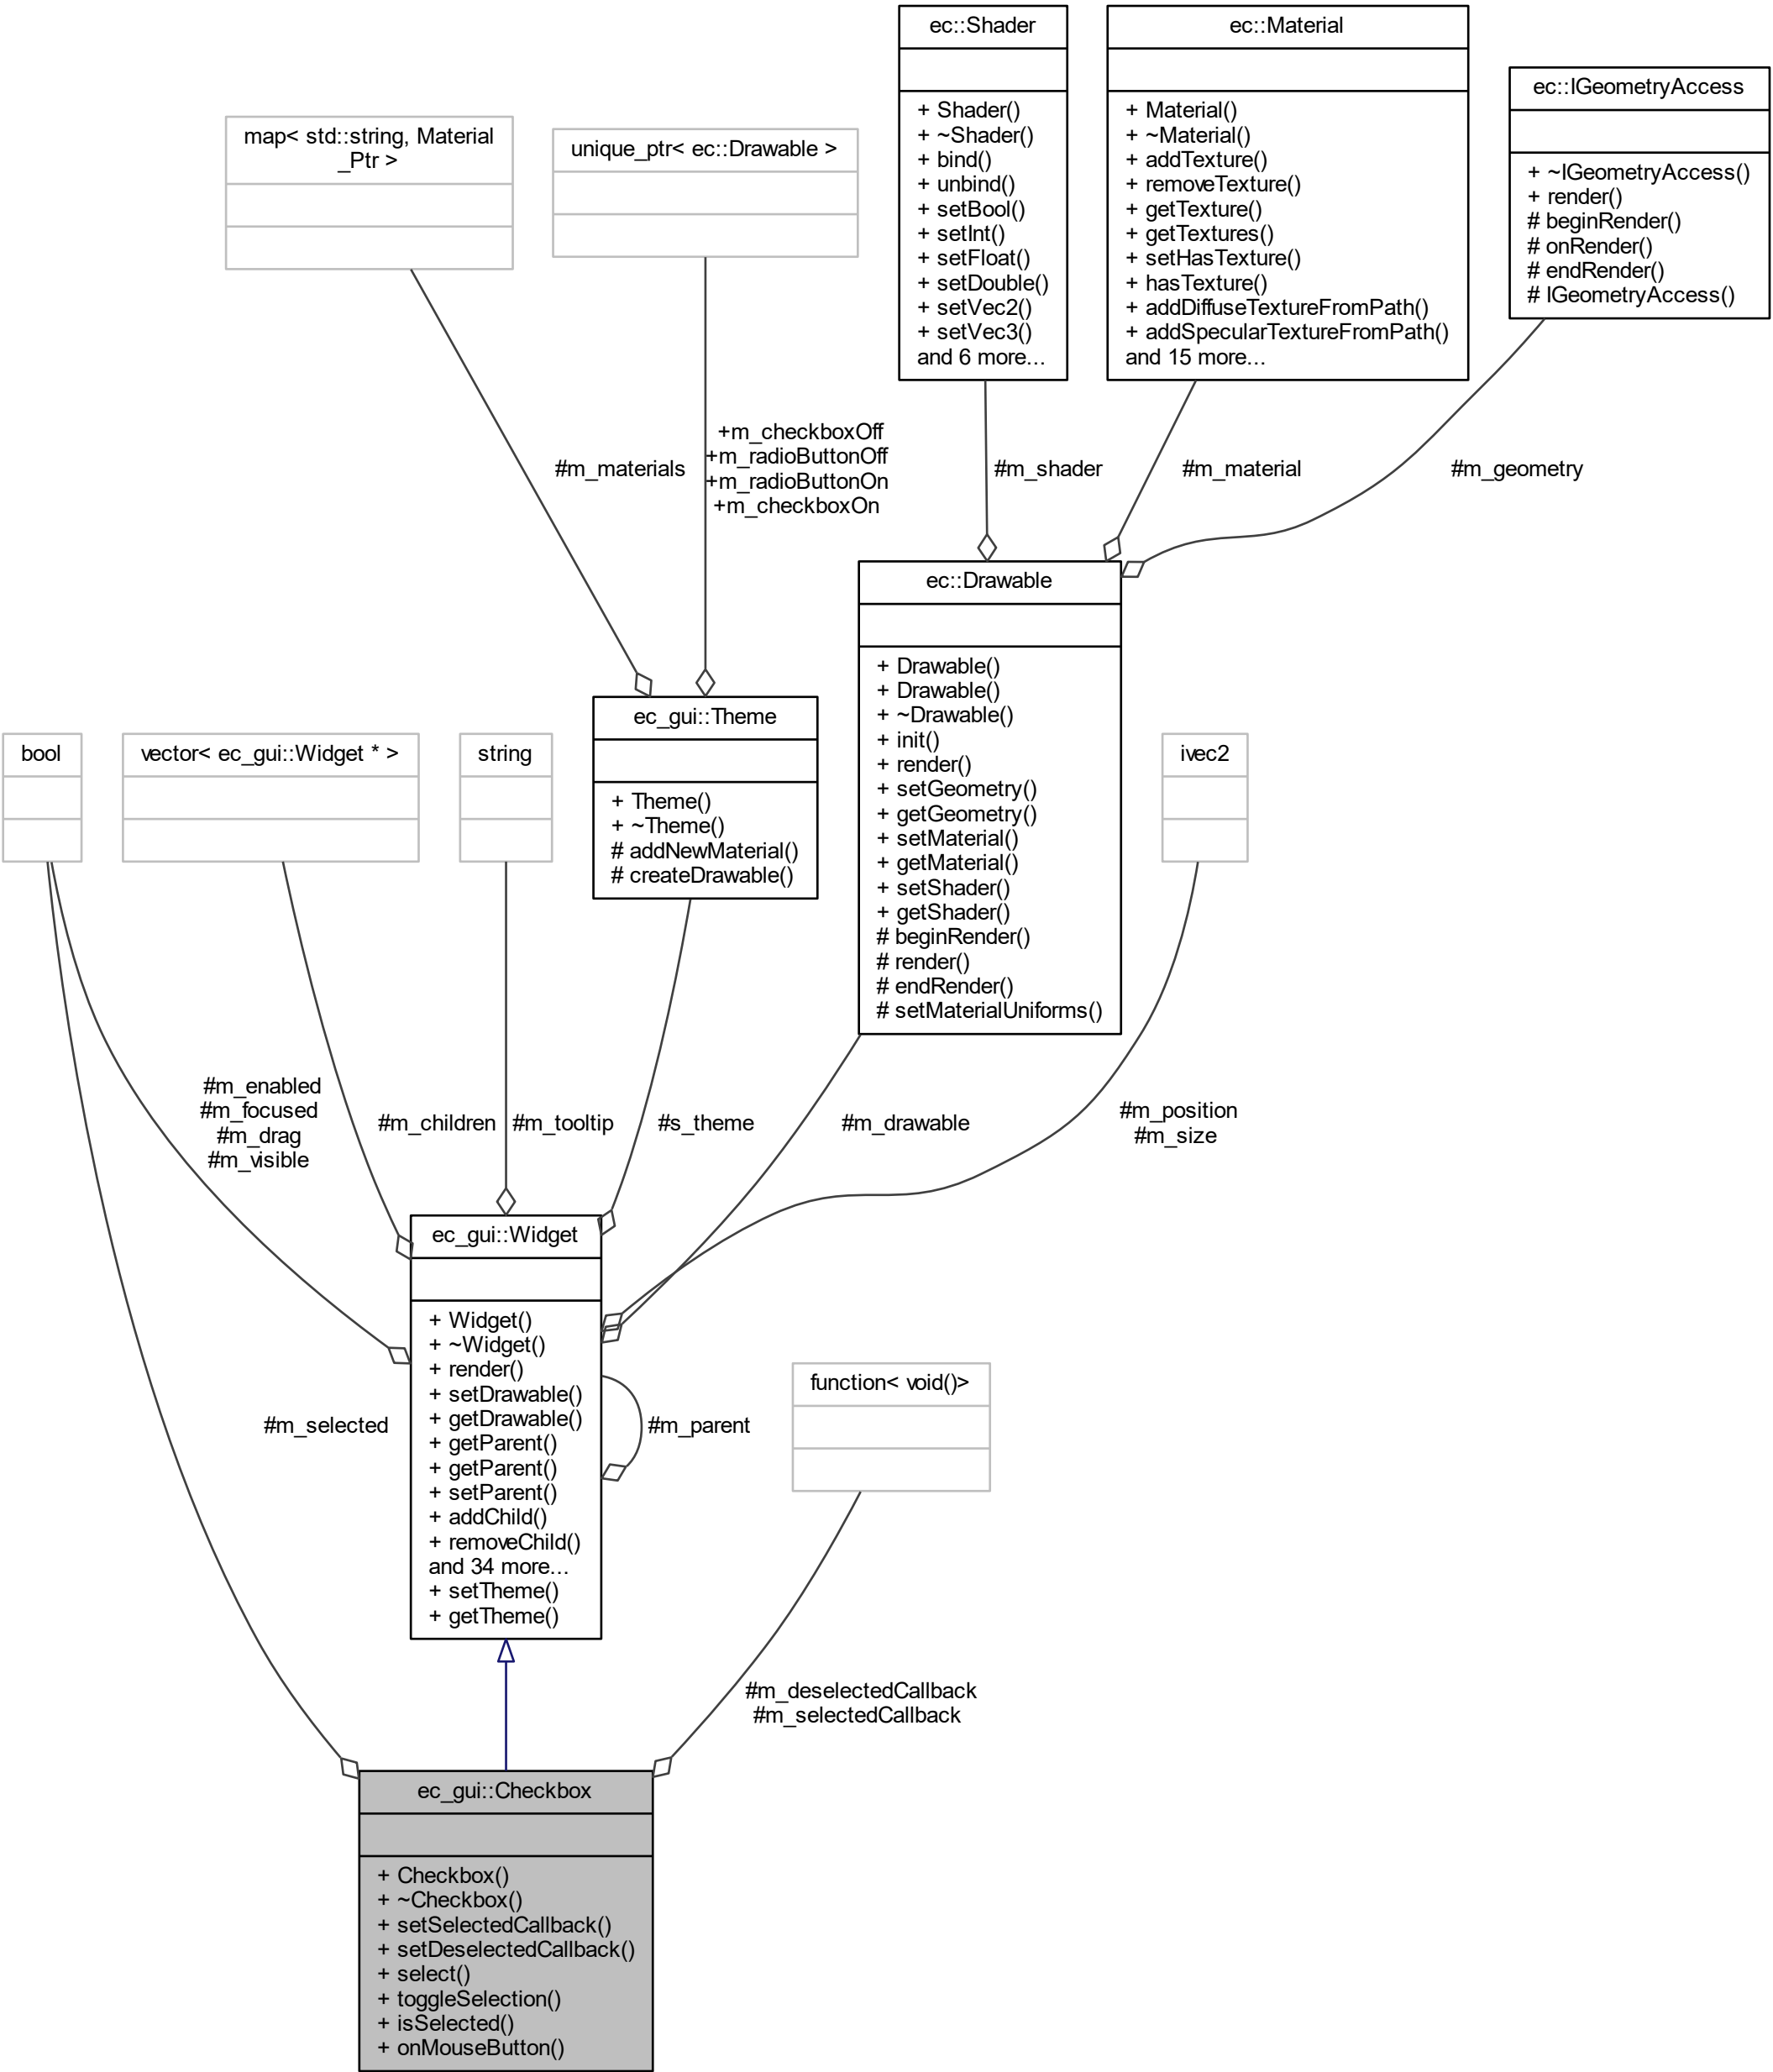 ec::Shader
+ Shader()
+ ~Shader()
+ bind()
+ unbind()
+ setBool()
+ setInt()
+ setFloat()
+ setDouble()
+ setVec2()
+ setVec3()
and 6 more...
ec::Material
+ Material()
+ ~Material()
+ addTexture()
+ removeTexture()
+ getTexture()
+ getTextures()
+ setHasTexture()
+ hasTexture()
+ addDiffuseTextureFromPath()
+ addSpecularTextureFromPath()
and 15 more...
ec::IGeometryAccess
+ ~IGeometryAccess()
+ render()
# beginRender()
# onRender()
# endRender()
# IGeometryAccess()
map< std::string, Material
_Ptr >
unique_ptr< ec::Drawable >
#m_materials
+m_checkboxOff
+m_radioButtonOff
+m_radioButtonOn
+m_checkboxOn
#m_shader
#m_material
#m_geometry
ec::Drawable
+ Drawable()
+ Drawable()
+ ~Drawable()
+ init()
+ render()
+ setGeometry()
+ getGeometry()
+ setMaterial()
+ getMaterial()
+ setShader()
+ getShader()
# beginRender()
# render()
# endRender()
# setMaterialUniforms()
ec_gui::Theme
+ Theme()
+ ~Theme()
# addNewMaterial()
# createDrawable()
bool
vector< ec_gui::Widget * >
string
ivec2
#m_enabled
#m_focused
#m_drag
#m_visible
#m_children
#m_tooltip
#s_theme
#m_drawable
#m_position
#m_size
ec_gui::Widget
+ Widget()
+ ~Widget()
+ render()
+ setDrawable()
+ getDrawable()
+ getParent()
+ getParent()
+ setParent()
+ addChild()
+ removeChild()
and 34 more...
+ setTheme()
+ getTheme()
#m_selected
#m_parent
function< void()>
#m_deselectedCallback
#m_selectedCallback
ec_gui::Checkbox
+ Checkbox()
+ ~Checkbox()
+ setSelectedCallback()
+ setDeselectedCallback()
+ select()
+ toggleSelection()
+ isSelected()
+ onMouseButton()